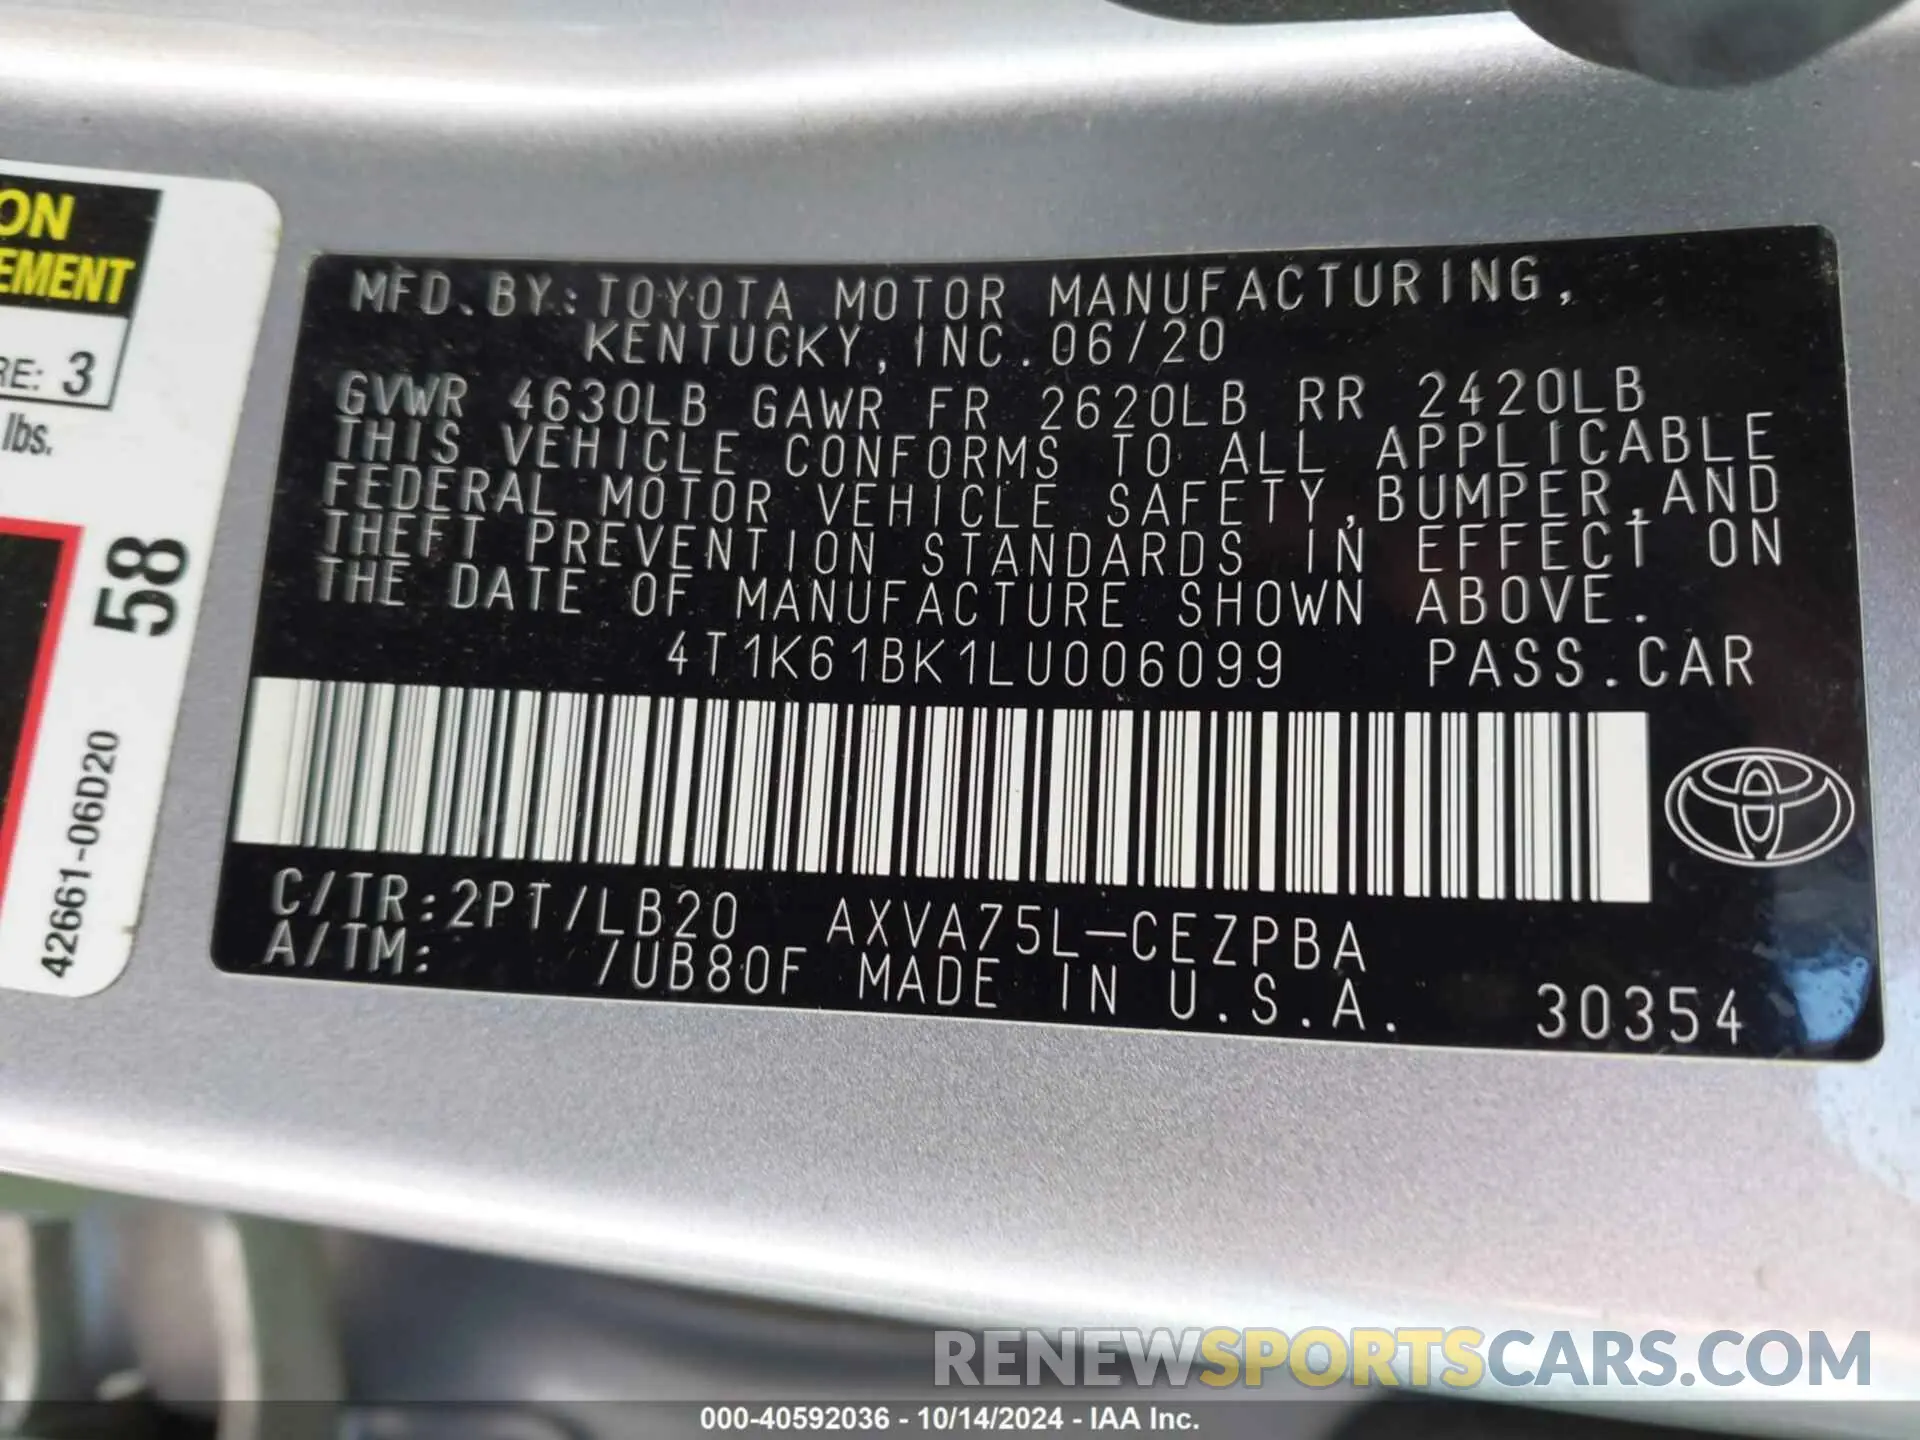 ON
EMENT
RE: 3
lbs.
58
42661-06D20
MFD. BY: TOYOTA MOTOR MANUFACTURING,
KENTUCKY, INC. 06/20
GVWR 4630LB GAWR FR 2620LB RR 2420LB
THIS VEHICLE CONFORMS TO ALL APPLICABLE
FEDERAL MOTOR VEHICLE SAFETY, BUMPER, AND
THEFT PREVENTION STANDARDS IN EFFECT ON
THE DATE OF MANUFACTURE SHOWN ABOVE.
4T1K61BK1LU006099 PASS. CAR
C/TR: 2PT/LB20 AXVA75L-CEZPBA
A/TM: /UB80F MADE IN U.S.A. 30354
RENEWSPORTSCARS.COM
000-40592036 - 10/14/2024 - IAA Inc.